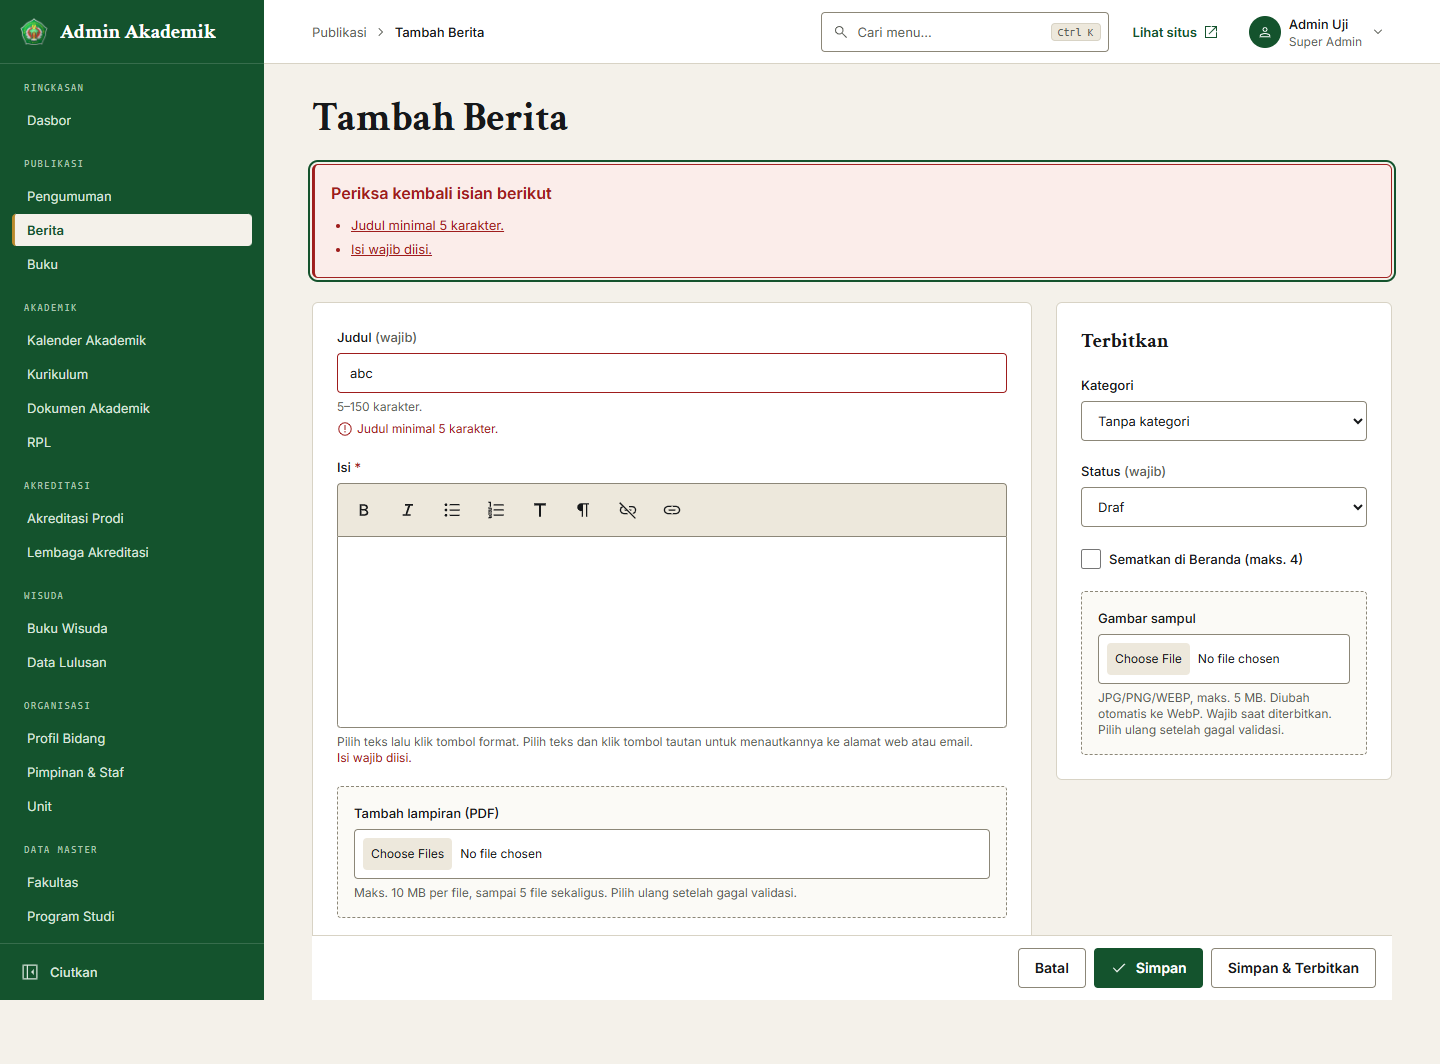 Admin Akademik
Publikasi
Tambah Berita
Cari menu...
Ctrl K
Lihat situs
Admin Uji
Super Admin
RINGKASAN
Dasbor
PUBLIKASI
Pengumuman
Berita
Buku
AKADEMIK
Kalender Akademik
Kurikulum
Dokumen Akademik
RPL
AKREDITASI
Akreditasi Prodi
Lembaga Akreditasi
WISUDA
Buku Wisuda
Data Lulusan
ORGANISASI
Profil Bidang
Pimpinan & Staf
Unit
DATA MASTER
Fakultas
Program Studi
Ciutkan
Tambah Berita
Periksa kembali isian berikut
• Judul minimal 5 karakter.
• Isi wajib diisi.
Judul (wajib)
abc
5–150 karakter.
Judul minimal 5 karakter.
Isi *
Pilih teks lalu klik tombol format. Pilih teks dan klik tombol tautan untuk menautkannya ke alamat web atau email.
Isi wajib diisi.
Tambah lampiran (PDF)
Choose Files No file chosen
Maks. 10 MB per file, sampai 5 file sekaligus. Pilih ulang setelah gagal validasi.
Terbitkan
Kategori
Tanpa kategori
Status (wajib)
Draf
Sematkan di Beranda (maks. 4)
Gambar sampul
Choose File No file chosen
JPG/PNG/WEBP, maks. 5 MB. Diubah
otomatis ke WebP. Wajib saat diterbitkan.
Pilih ulang setelah gagal validasi.
Batal
Simpan
Simpan & Terbitkan